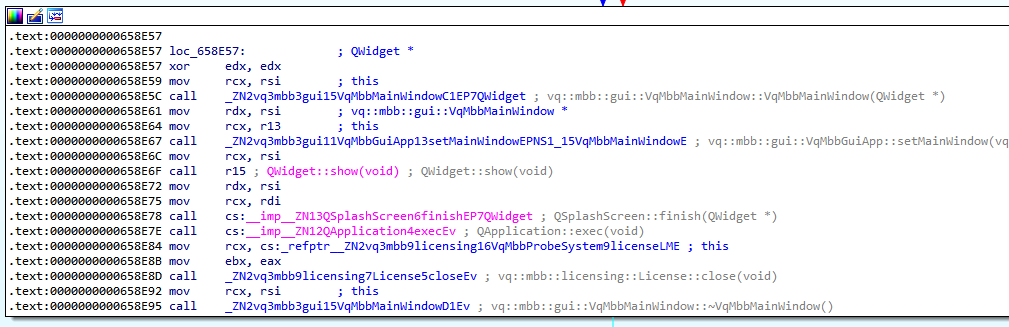 .text:0000000000658E57
.text:0000000000658E57 loc_658E57: ; QWidget *
.text:0000000000658E57 xor edx, edx
.text:0000000000658E59 mov rcx, rsi ; this
.text:0000000000658E5C call _ZN2vq3mbb3gui15VqMbbMainWindowC1EP7QWidget ; vq::mbb::gui::VqMbbMainWindow::VqMbbMainWindow(QWidget *)
.text:0000000000658E61 mov rdx, rsi ; vq::mbb::gui::VqMbbMainWindow *
.text:0000000000658E64 mov rcx, r13 ; this
.text:0000000000658E67 call _ZN2vq3mbb3gui11VqMbbGuiApp13setMainWindowEPNS1_15VqMbbMainWindowE ; vq::mbb::gui::VqMbbGuiApp::setMainWindow(vq
.text:0000000000658E6C mov rcx, rsi
.text:0000000000658E6F call r15 ; QWidget::show(void) ; QWidget::show(void)
.text:0000000000658E72 mov rdx, rsi
.text:0000000000658E75 mov rcx, rdi
.text:0000000000658E78 call cs:__imp__ZN13QSplashScreen6finishEP7QWidget ; QSplashScreen::finish(QWidget *)
.text:0000000000658E7E call cs:__imp__ZN12QApplication4execEv ; QApplication::exec(void)
.text:0000000000658E84 mov rcx, cs:_refptr__ZN2vq3mbb9licensing16VqMbbProbeSystem9licenseLME ; this
.text:0000000000658E8B mov ebx, eax
.text:0000000000658E8D call _ZN2vq3mbb9licensing7License5closeEv ; vq::mbb::licensing::License::close(void)
.text:0000000000658E92 mov rcx, rsi ; this
.text:0000000000658E95 call _ZN2vq3mbb3gui15VqMbbMainWindowD1Ev ; vq::mbb::gui::VqMbbMainWindow::~VqMbbMainWindow()